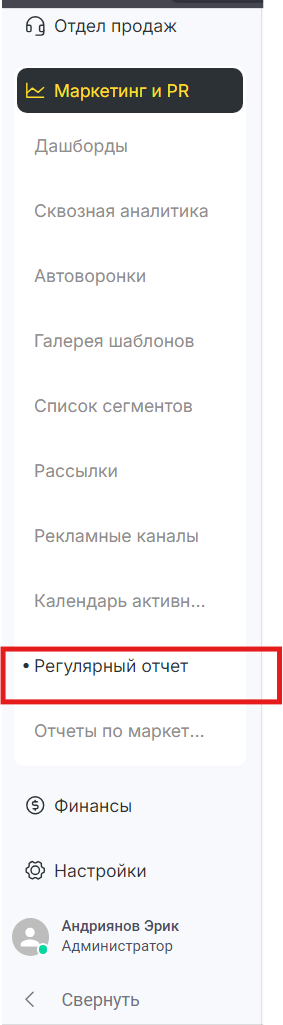 Отдел продаж
Маркетинг и PR
Дашборды
Сквозная аналитика
Автоворонки
Галерея шаблонов
Список сегментов
Рассылки
Рекламные каналы
Календарь активн...
• Регулярный отчет
Отчеты по маркет...
Финансы
Настройки
Андриянов Эрик
Администратор
Свернуть